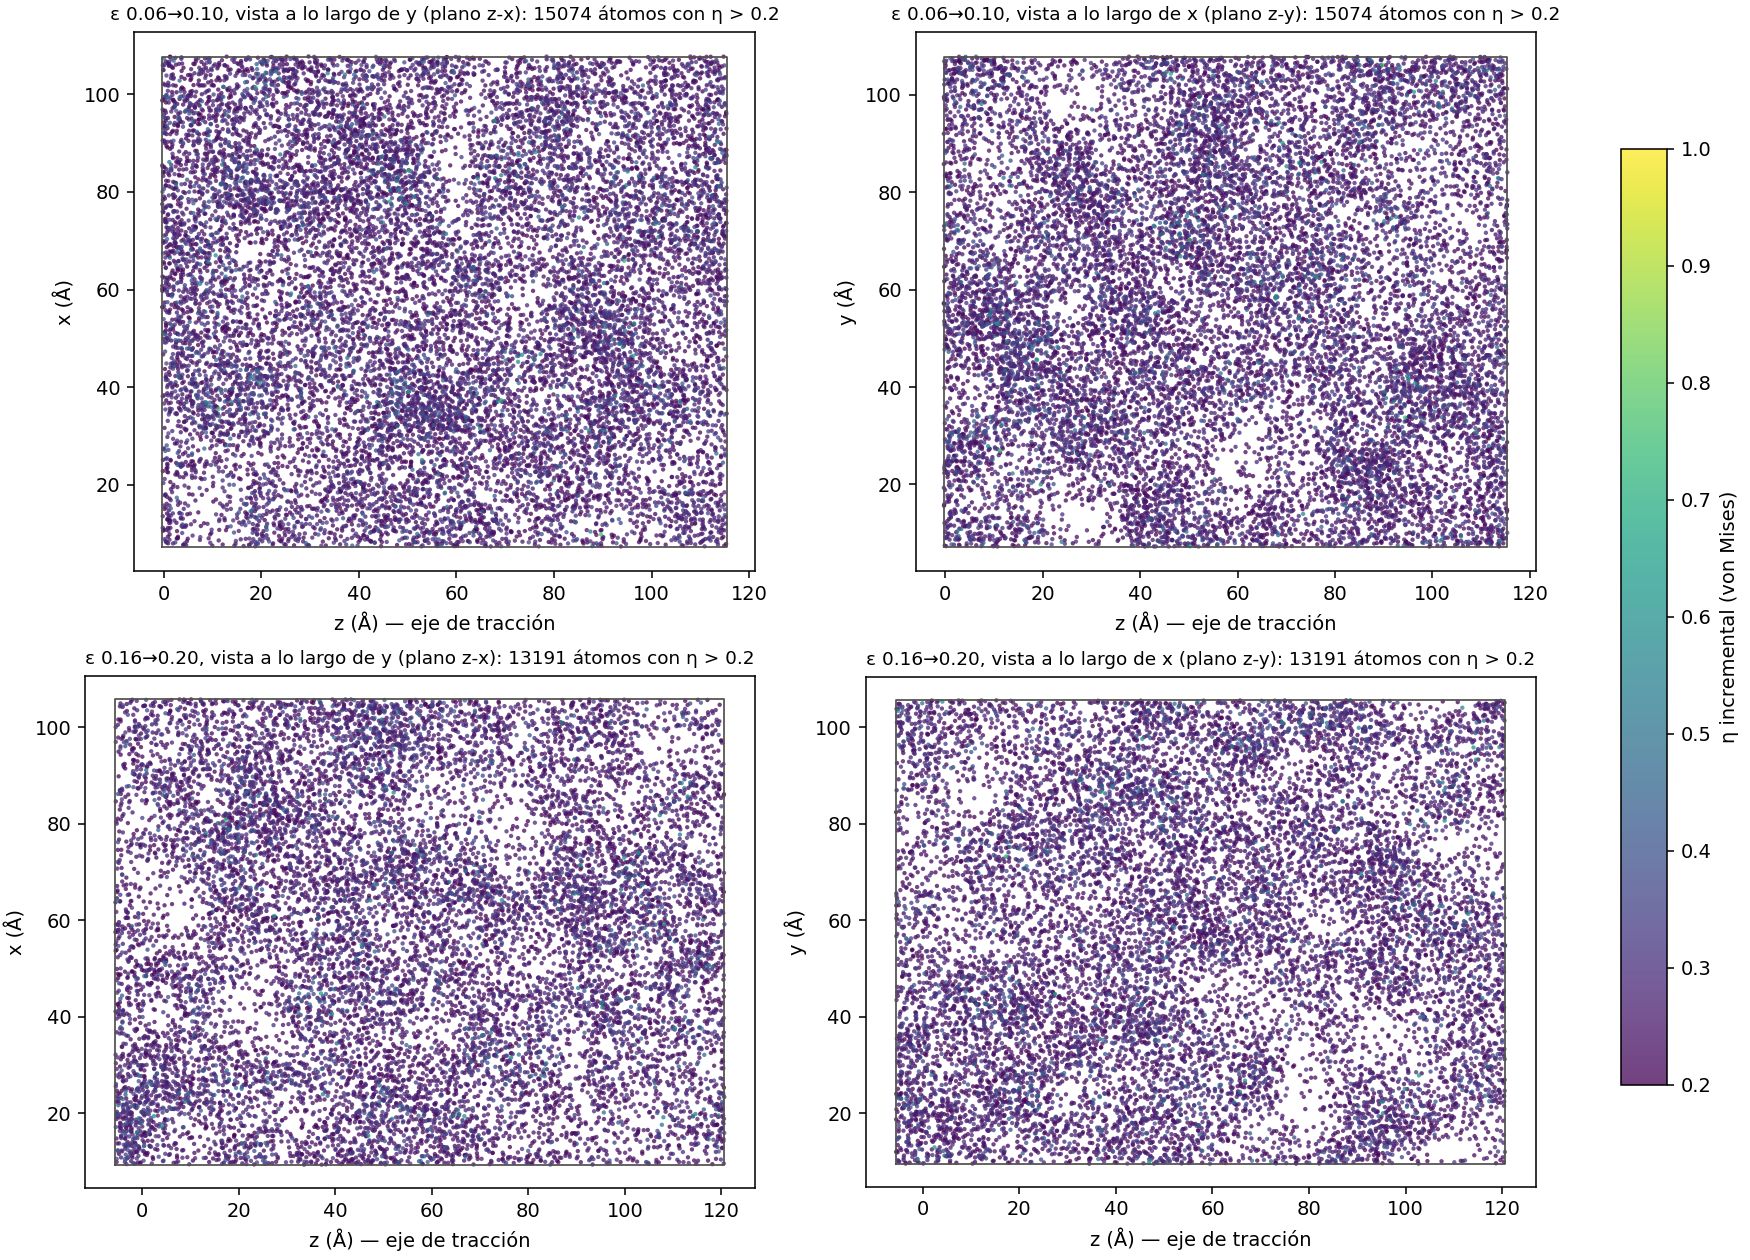 ε 0.06→0.10, vista a lo largo de y (plano z-x): 15074 átomos con η > 0.2
100
80
60
40
20
x (Å)
0 20 40 60 80 100 120
z (Å) — eje de tracción
ε 0.06→0.10, vista a lo largo de x (plano z-y): 15074 átomos con η > 0.2
100
80
60
40
20
y (Å)
0 20 40 60 80 100 120
z (Å) — eje de tracción
ε 0.16→0.20, vista a lo largo de y (plano z-x): 13191 átomos con η > 0.2
100
80
60
40
20
x (Å)
0 20 40 60 80 100 120
z (Å) — eje de tracción
ε 0.16→0.20, vista a lo largo de x (plano z-y): 13191 átomos con η > 0.2
100
80
60
40
20
y (Å)
0 20 40 60 80 100 120
z (Å) — eje de tracción
1.0
0.9
0.8
0.7
0.6
0.5
0.4
0.3
0.2
η incremental (von Mises)